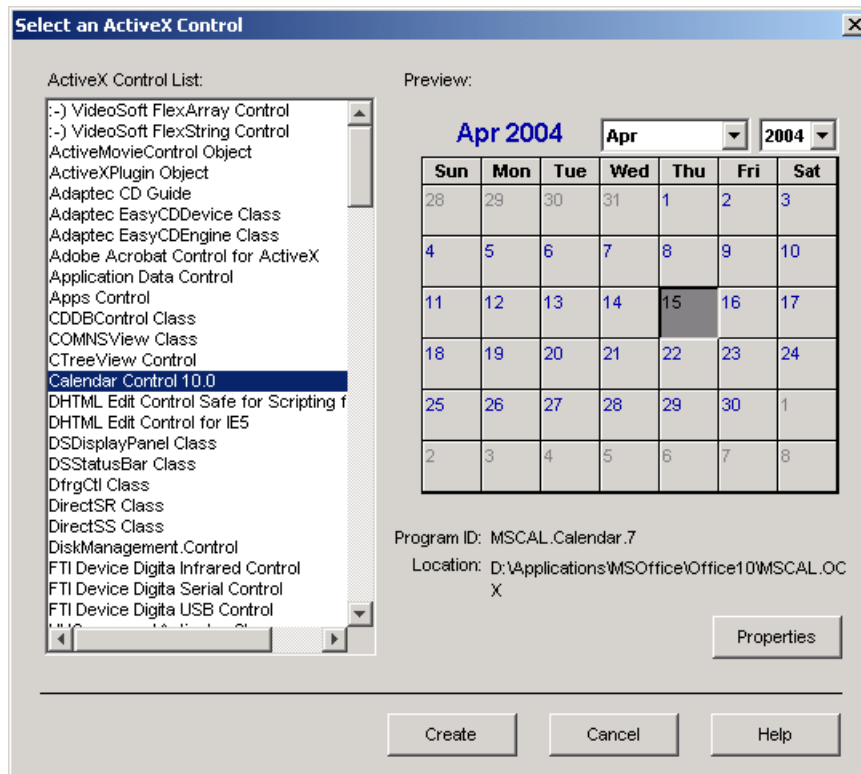 Select an ActiveX Control
ActiveX Control List:
:-) VideoSoft FlexArray Control
:-) VideoSoft FlexString Control
ActiveMovieControl Object
ActiveXPlugin Object
Adaptec CD Guide
Adaptec EasyCDDevice Class
Adaptec EasyCDEngine Class
Adobe Acrobat Control for ActiveX
Application Data Control
Apps Control
CDDBControl Class
COMNSView Class
CTreeView Control
Calendar Control 10.0
DHTML Edit Control Safe for Scripting f
DHTML Edit Control for IE5
DSDisplayPanel Class
DSStatusBar Class
DfrgCtl Class
DirectSR Class
DirectSS Class
DiskManagement.Control
FTI Device Digita Infrared Control
FTI Device Digita Serial Control
FTI Device Digita USB Control
Preview:
Apr 2004 Apr 2004
Sun Mon Tue Wed Thu Fri Sat
28 29 30 31 1 2 3
4 5 6 7 8 9 10
11 12 13 14 15 16 17
18 19 20 21 22 23 24
25 26 27 28 29 30 1
2 3 4 5 6 7 8
Program ID: MSCAL.Calendar.7
Location: D:\Applications\MSOffice\Office10\MSCAL.OC
X
Properties
Create Cancel Help